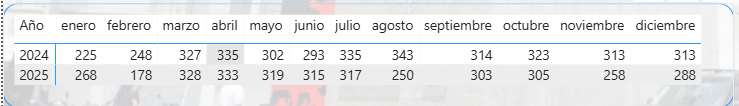 Año enero febrero marzo abril mayo junio julio agosto septiembre octubre noviembre diciembre
2024 225 248 327 335 302 293 335 343 314 323 313 313
2025 268 178 328 333 319 315 317 250 303 305 258 288